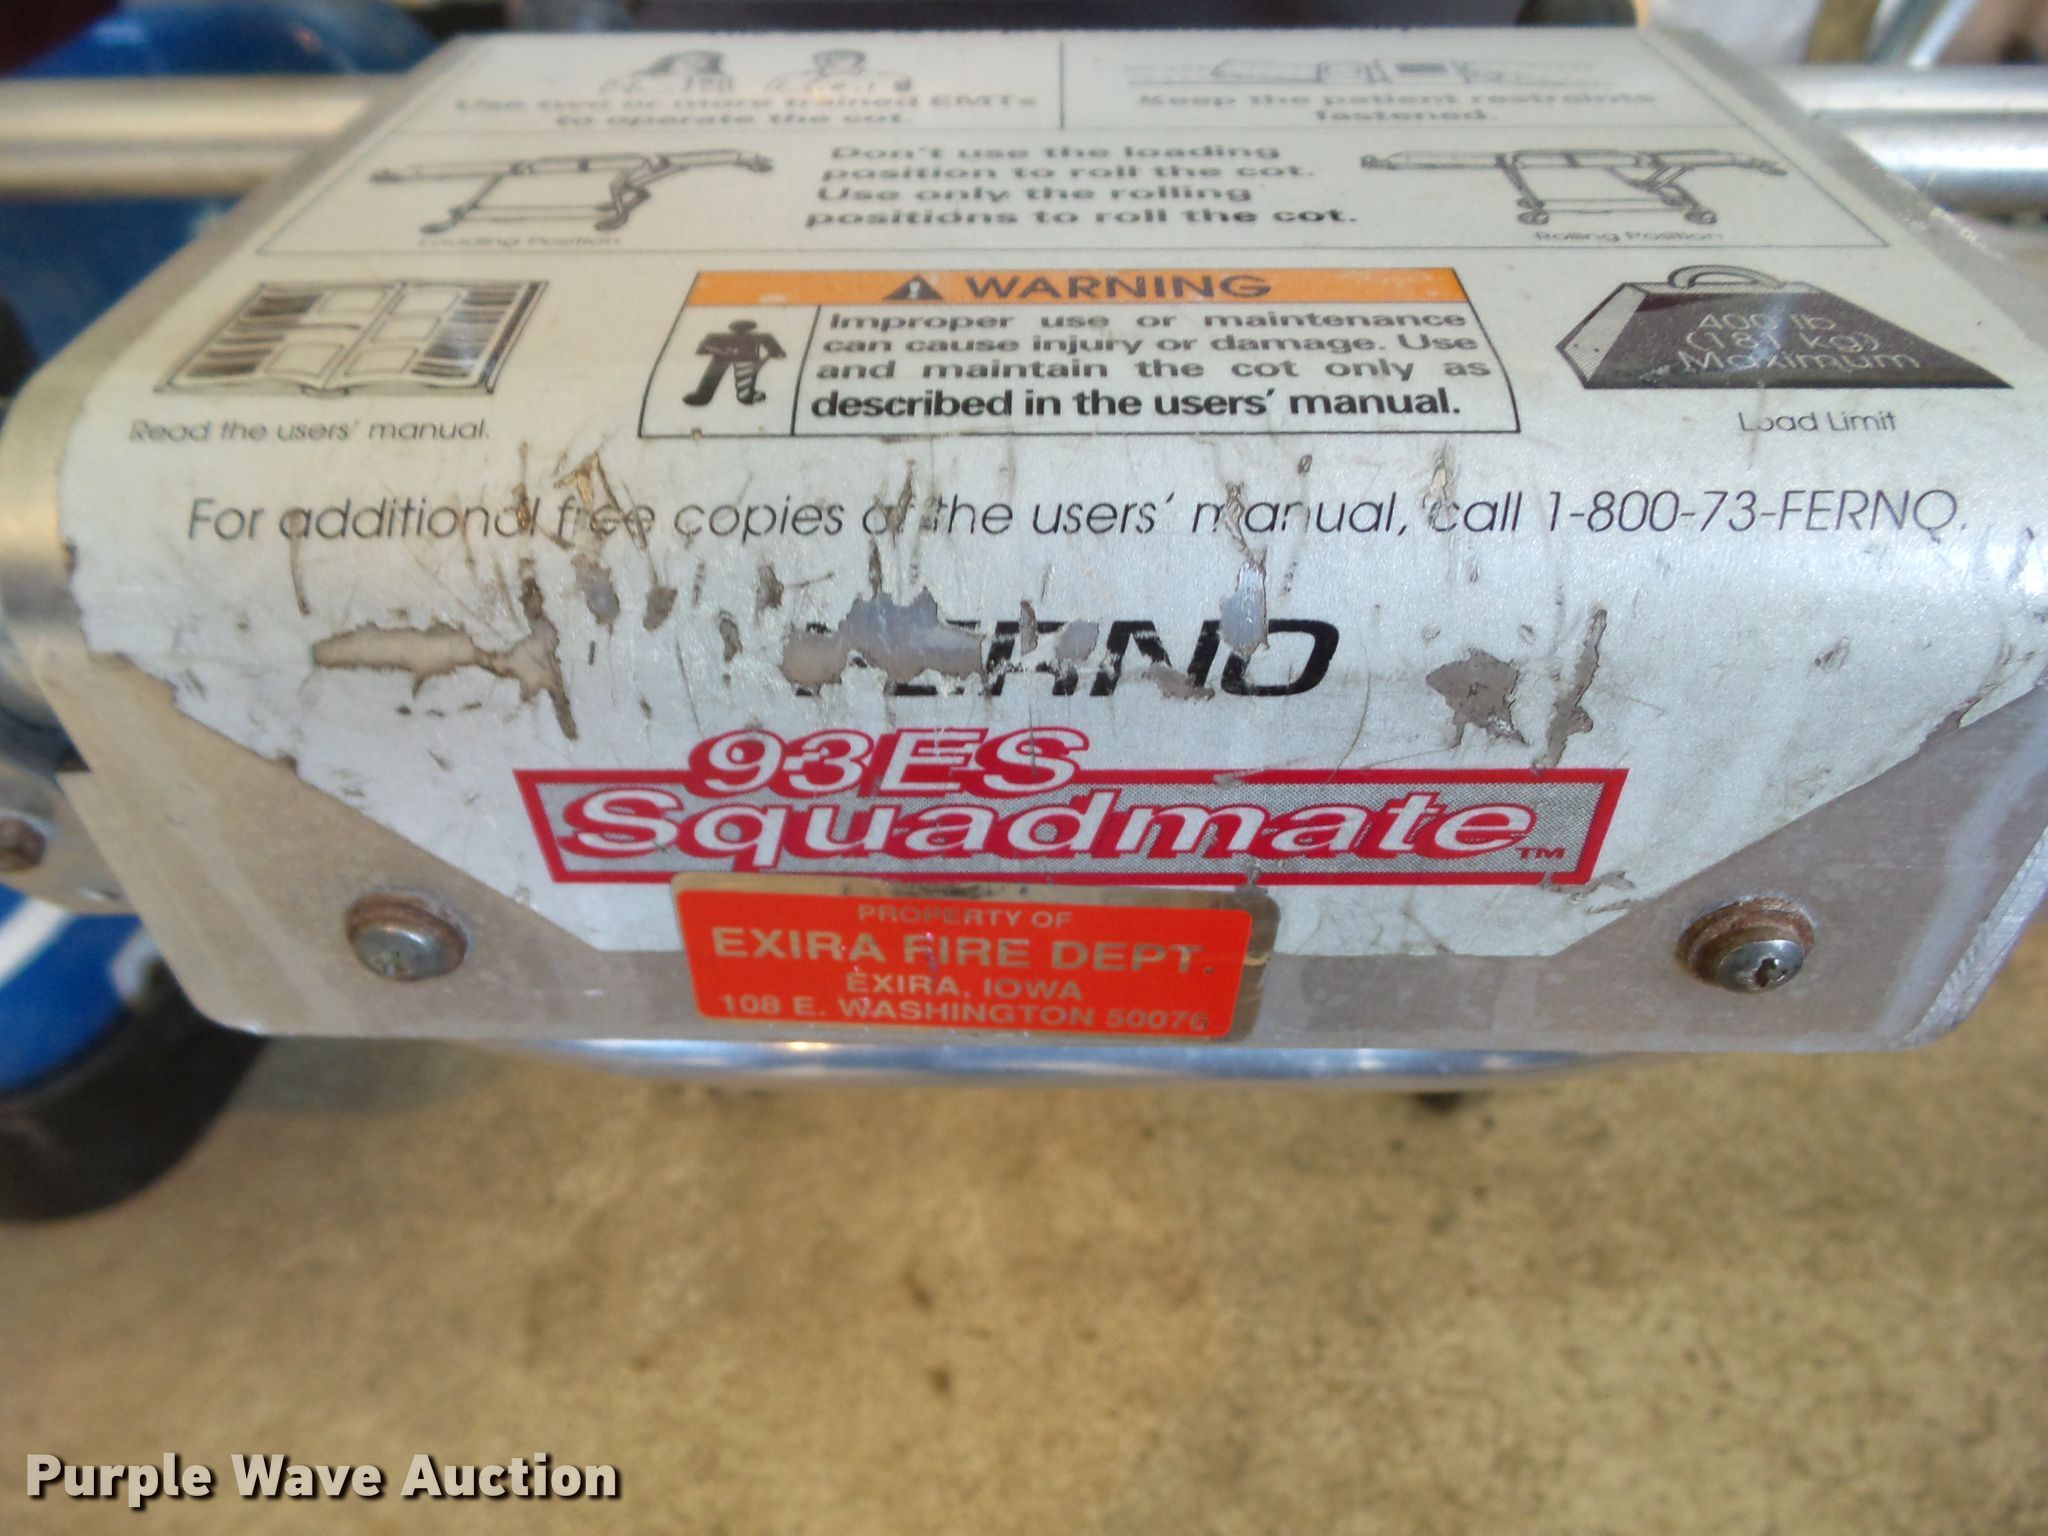 Use two or more trained EMTs
to operate the cot.
Keep the patient restraints
fastened.
Don't use the loading
position to roll the cot.
Use only the rolling
positions to roll the cot.
Loading Position
Rolling Position
WARNING
Improper use or maintenance
can cause injury or damage. Use
and maintain the cot only as
described in the users' manual.
400 lb
(181 kg)
Maximum
Read the users' manual.
Load Limit
For additional free copies of the users' manual, call 1-800-73-FERNO.
FERNO
93ES
Squadmate™
PROPERTY OF
EXIRA FIRE DEPT.
EXIRA, IOWA
108 E. WASHINGTON 50076
Purple Wave Auction